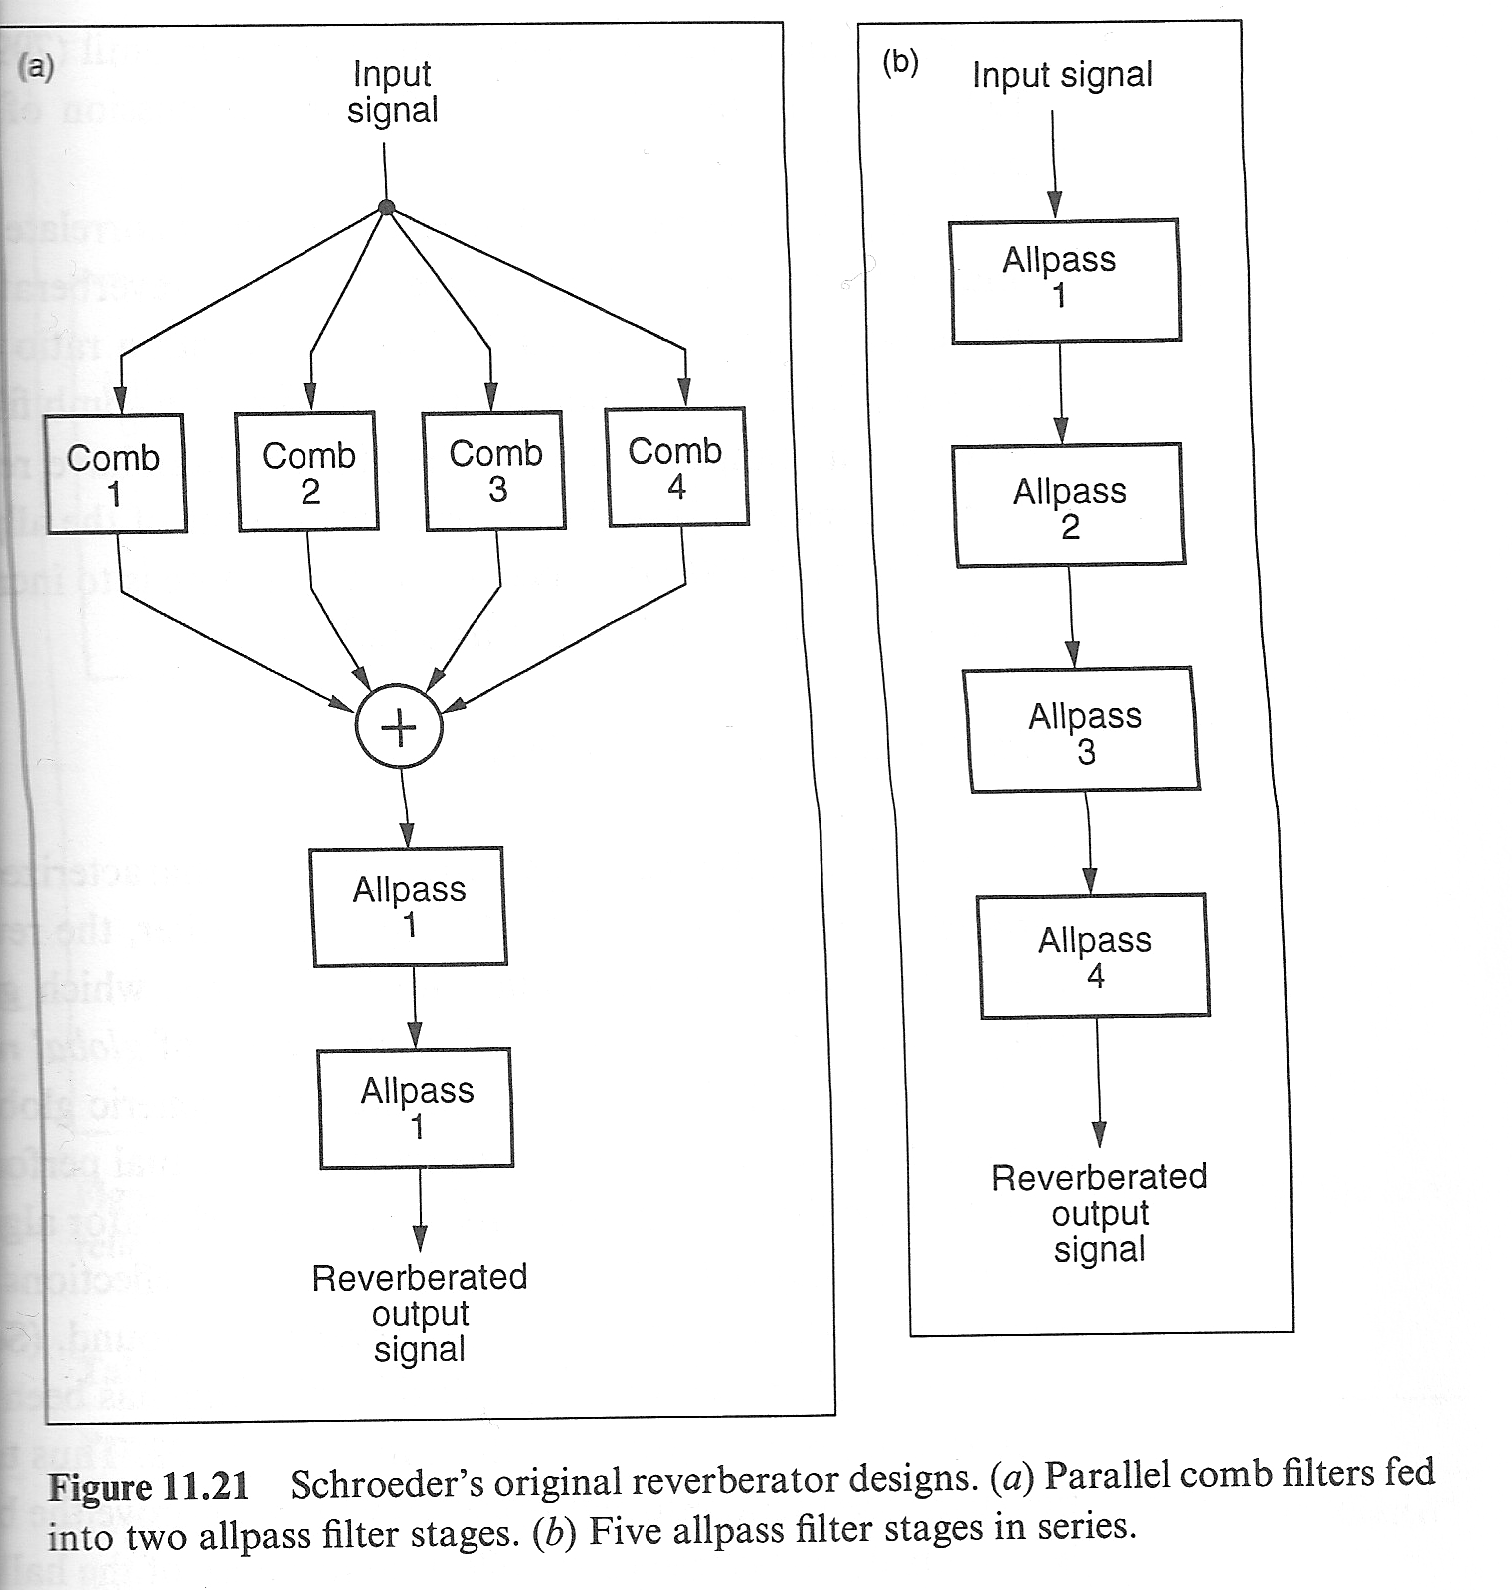 (a)
Input
signal
Comb
1
Comb
2
Comb
3
Comb
4
+
Allpass
1
Allpass
1
Reverberated
output
signal
(b)
Input signal
Allpass
1
Allpass
2
Allpass
3
Allpass
4
Reverberated
output
signal
Figure 11.21 Schroeder's original reverberator designs. (a) Parallel comb filters fed
into two allpass filter stages. (b) Five allpass filter stages in series.